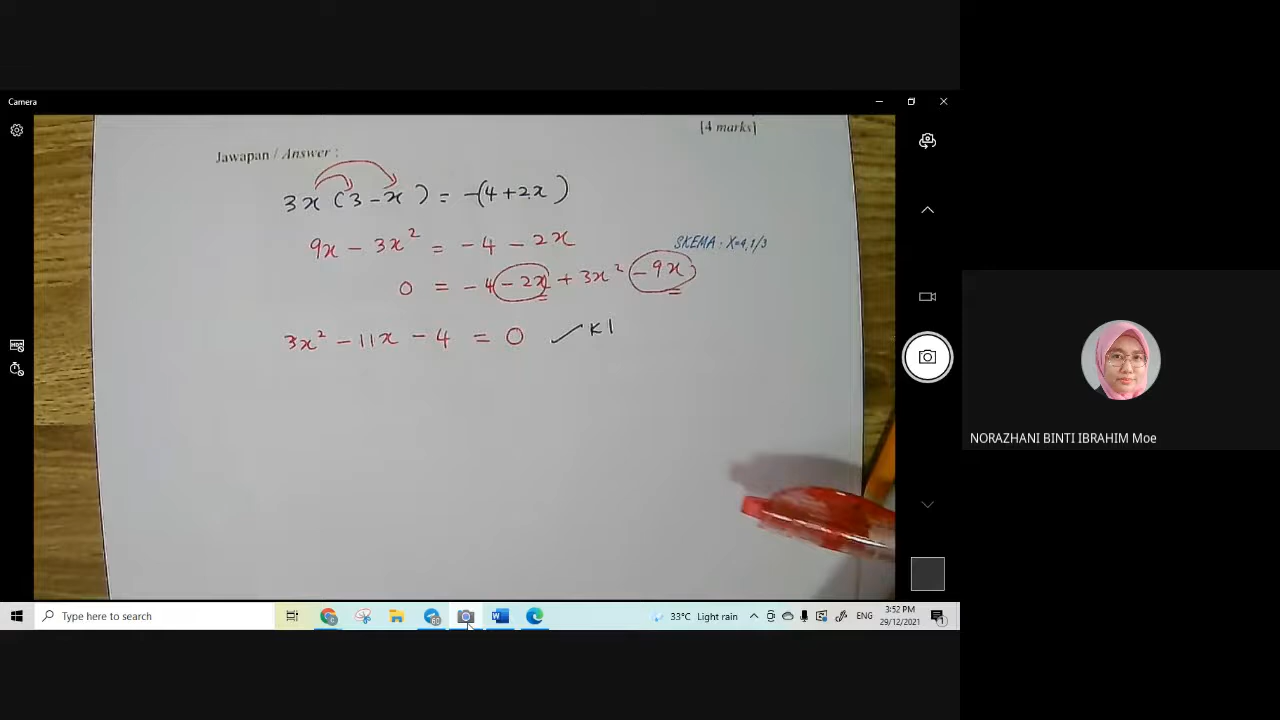 Camera
[4 marks]
Jawapan / Answer :
3x (3 - x) = -(4 + 2x)
9x - 3x² = -4 - 2x
SKEMA : X=4, 1/3
0 = -4 - 2x + 3x² - 9x
3x² - 11x - 4 = 0 ✓ K1
NORAZHANI BINTI IBRAHIM Moe
Type here to search
33°C Light rain
ENG
3:52 PM
29/12/2021